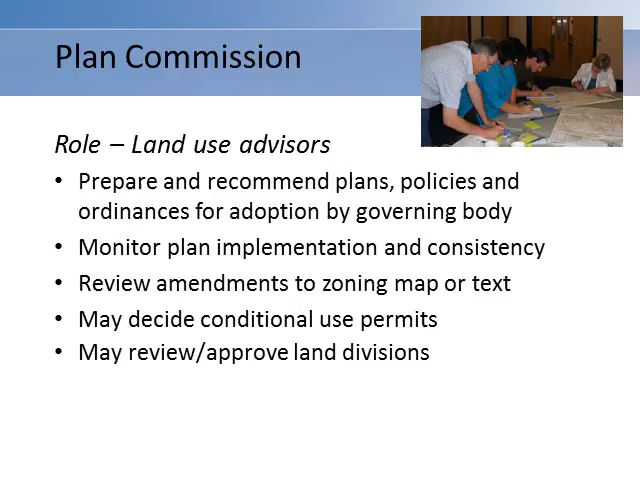 Plan Commission
Role – Land use advisors
• Prepare and recommend plans, policies and
ordinances for adoption by governing body
• Monitor plan implementation and consistency
• Review amendments to zoning map or text
• May decide conditional use permits
• May review/approve land divisions